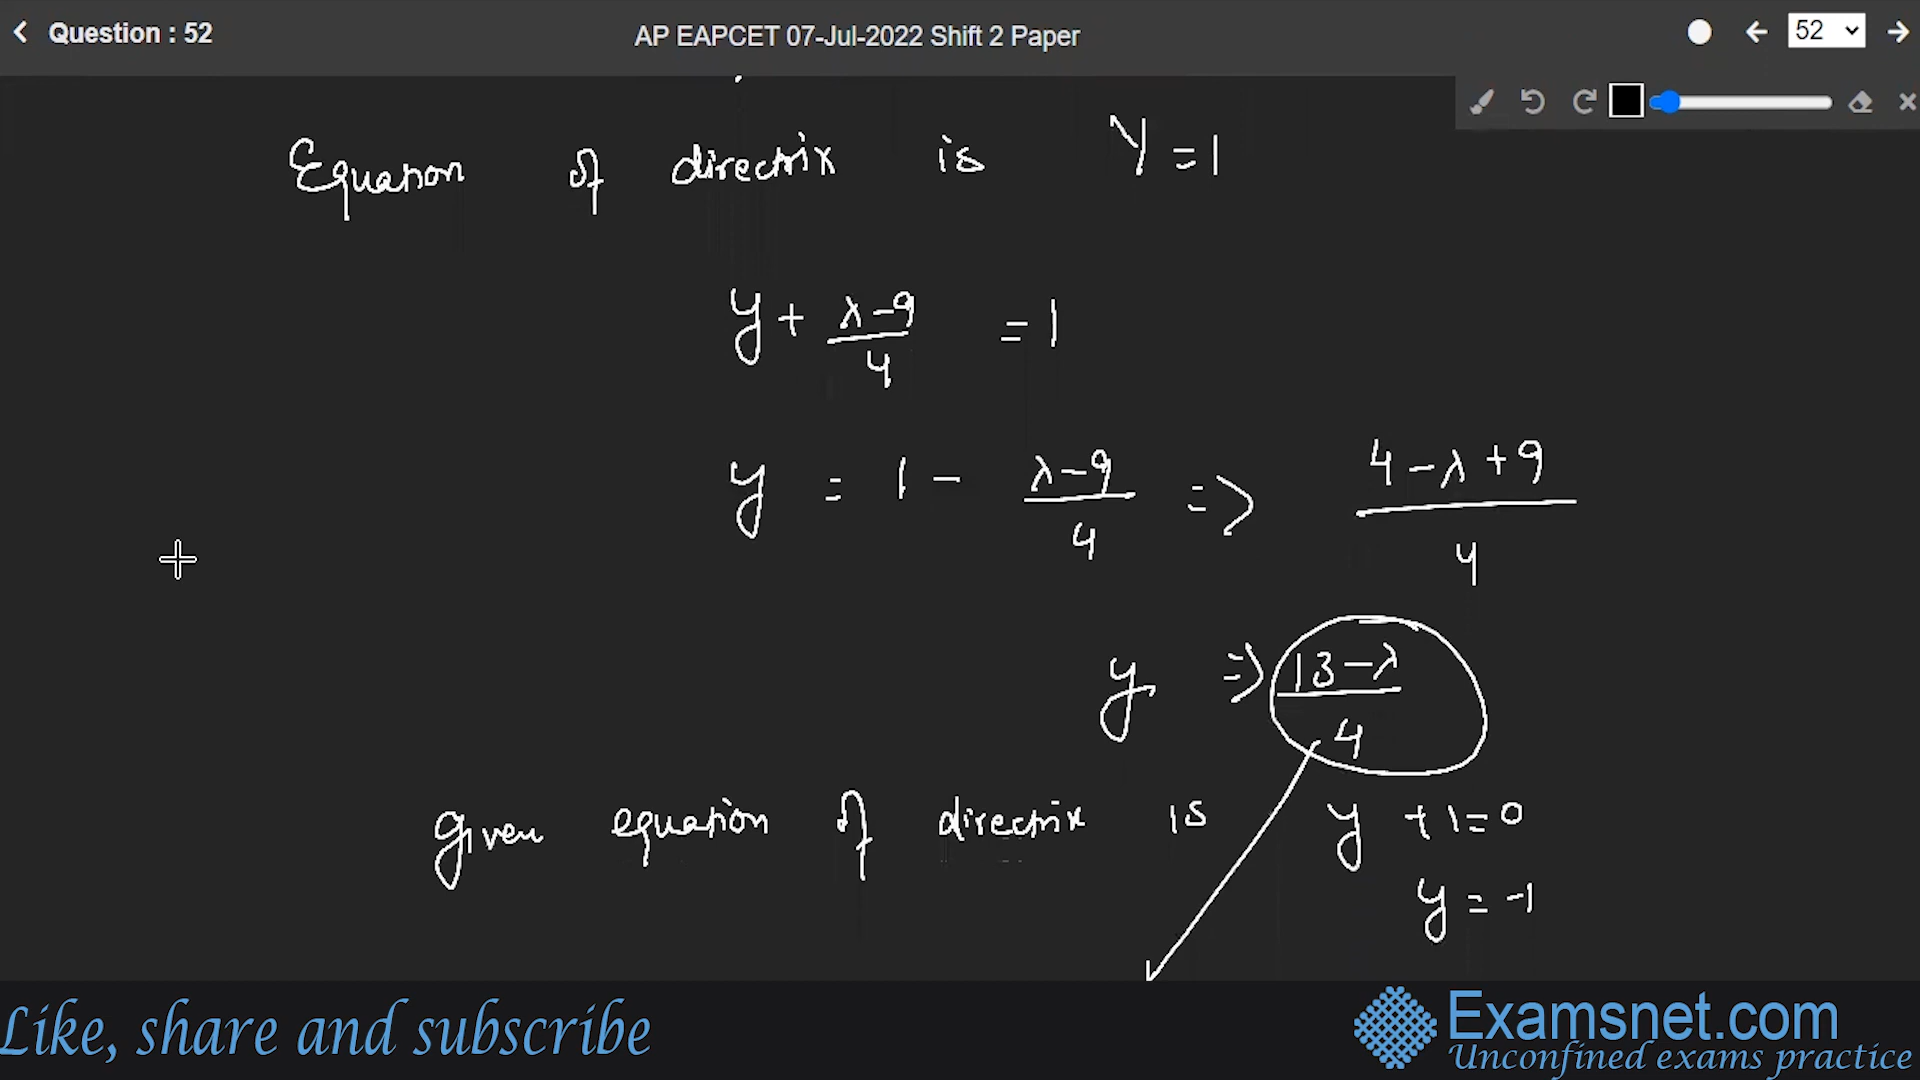 Question : 52
AP EAPCET 07-Jul-2022 Shift 2 Paper
52
Equation of directrix is Y = 1
y + (λ-9)/4 = 1
y = 1 - (λ-9)/4 => (4-λ+9)/4
y => (13-λ)/4
given equation of directrix is y + 1 = 0
y = -1
Like, share and subscribe
Examsnet.com
Unconfined exams practice